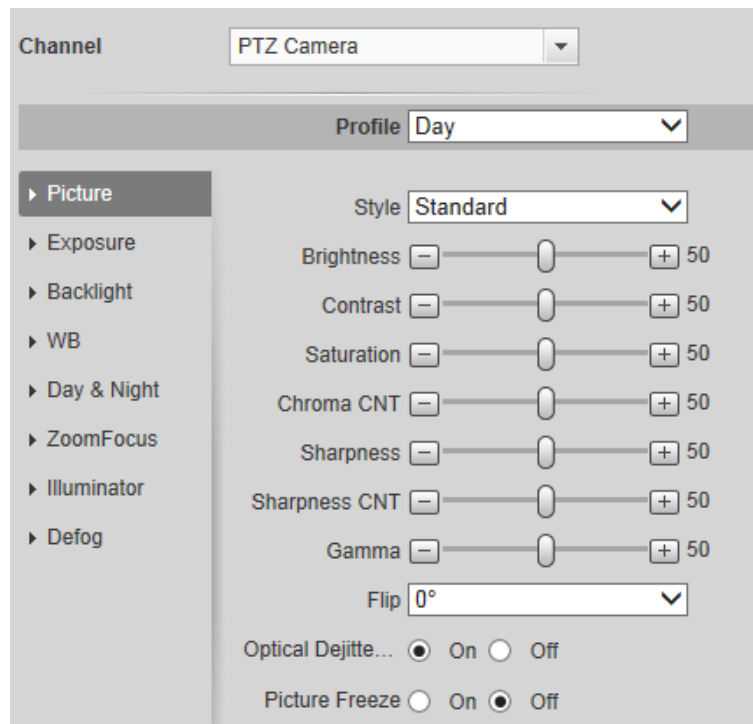 Channel PTZ Camera
Profile Day
Picture
Exposure
Backlight
WB
Day & Night
ZoomFocus
Illuminator
Defog
Style Standard
Brightness 50
Contrast 50
Saturation 50
Chroma CNT 50
Sharpness 50
Sharpness CNT 50
Gamma 50
Flip 0°
Optical Dejitte... On Off
Picture Freeze On Off